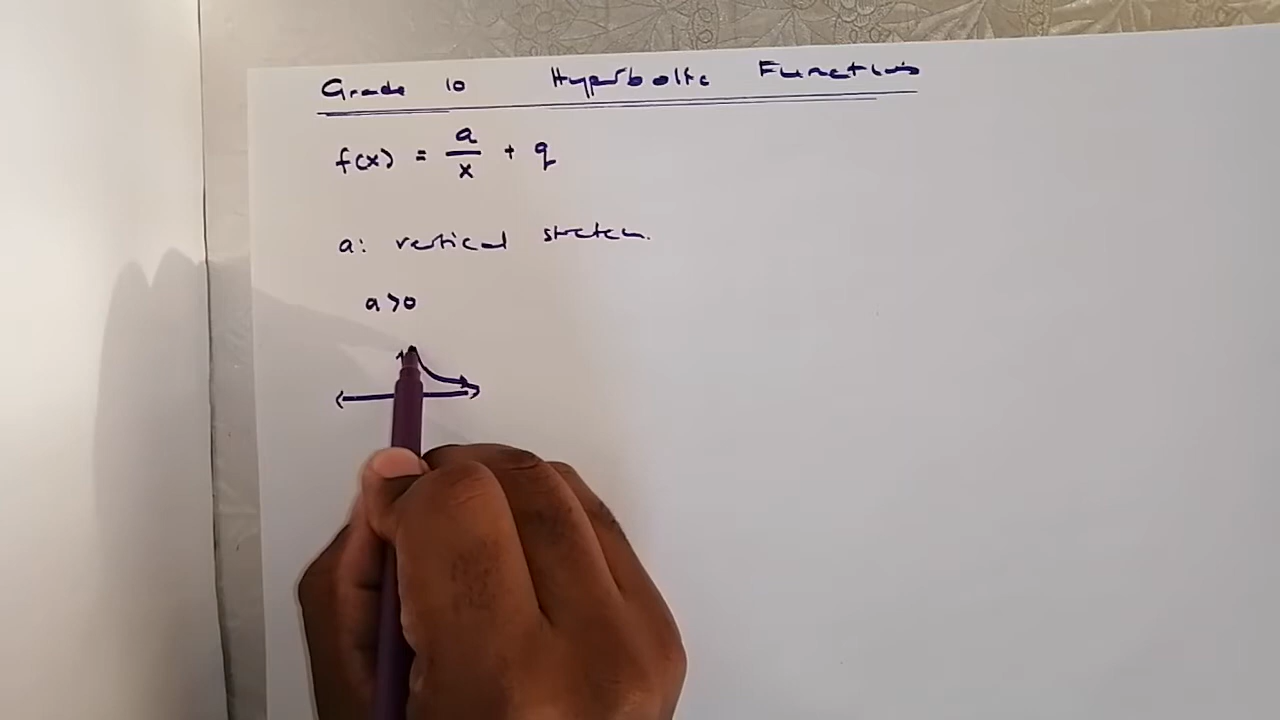 Grade 10 Hyperbolic Functions
f(x) = a/x + q
a: vertical stretch.
a > 0